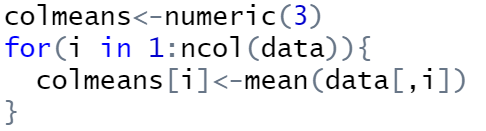 colmeans<-numeric(3)
for(i in 1:ncol(data)){
  colmeans[i]<-mean(data[,i])
}